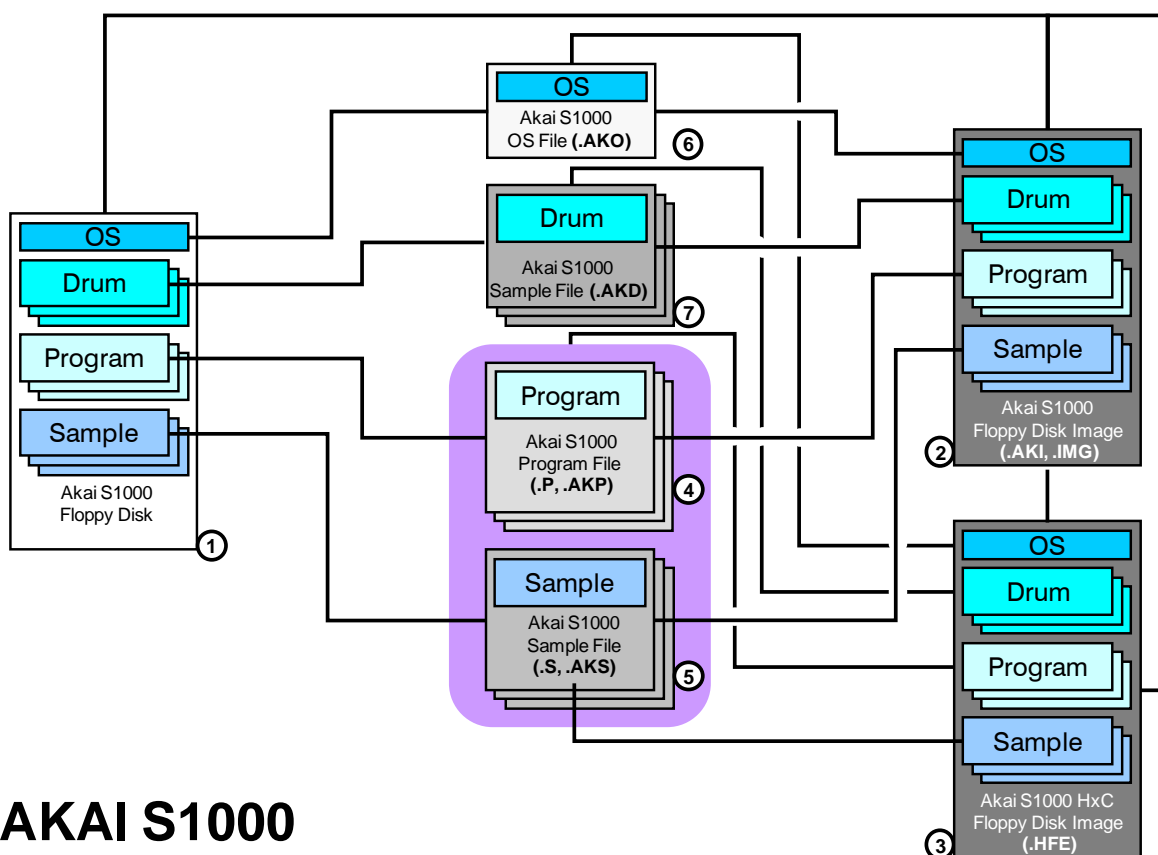 OS
Drum
Program
Sample
Akai S1000
Floppy Disk
1
OS
Akai S1000
OS File (.AKO)
6
Drum
Akai S1000
Sample File (.AKD)
7
Program
Akai S1000
Program File
(.P, .AKP)
4
Sample
Akai S1000
Sample File
(.S, .AKS)
5
OS
Drum
Program
Sample
Akai S1000
Floppy Disk Image
(.AKI, .IMG)
2
OS
Drum
Program
Sample
Akai S1000 HxC
Floppy Disk Image
(.HFE)
3
AKAI S1000